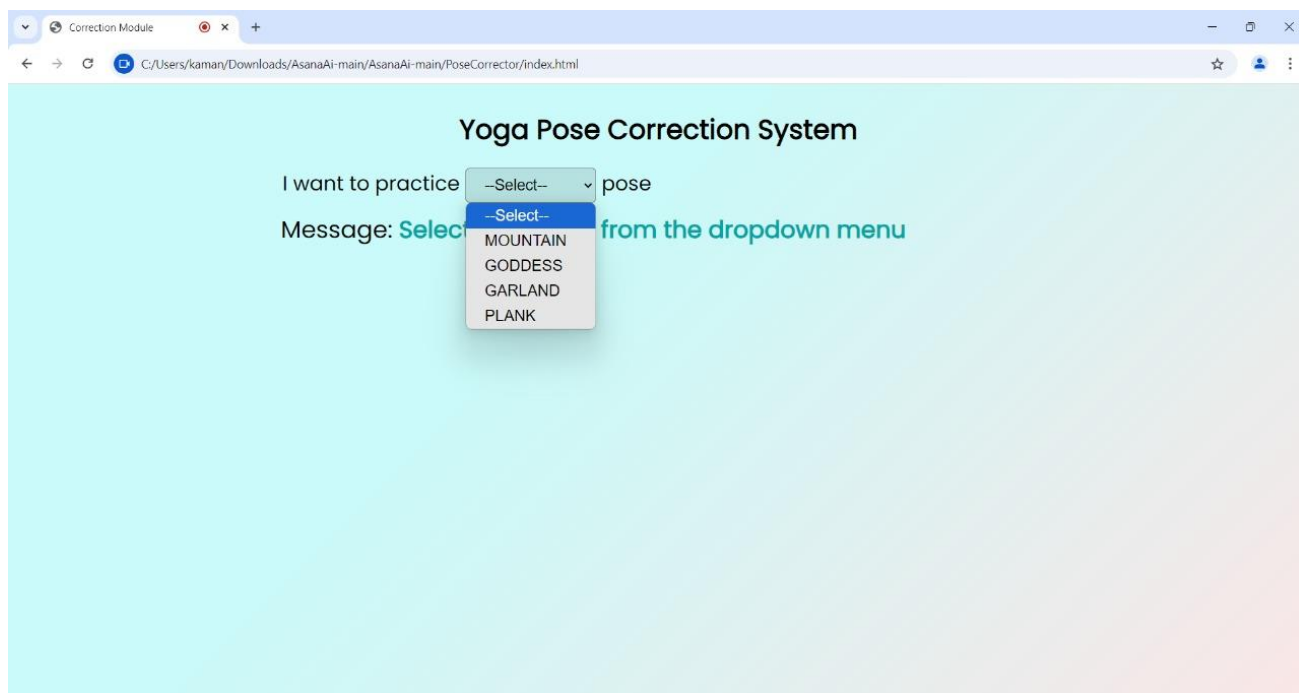 Correction Module
C:/Users/kaman/Downloads/AsanaAi-main/AsanaAi-main/PoseCorrector/index.html
Yoga Pose Correction System
I want to practice --Select-- pose
Message: Selec from the dropdown menu
--Select--
MOUNTAIN
GODDESS
GARLAND
PLANK